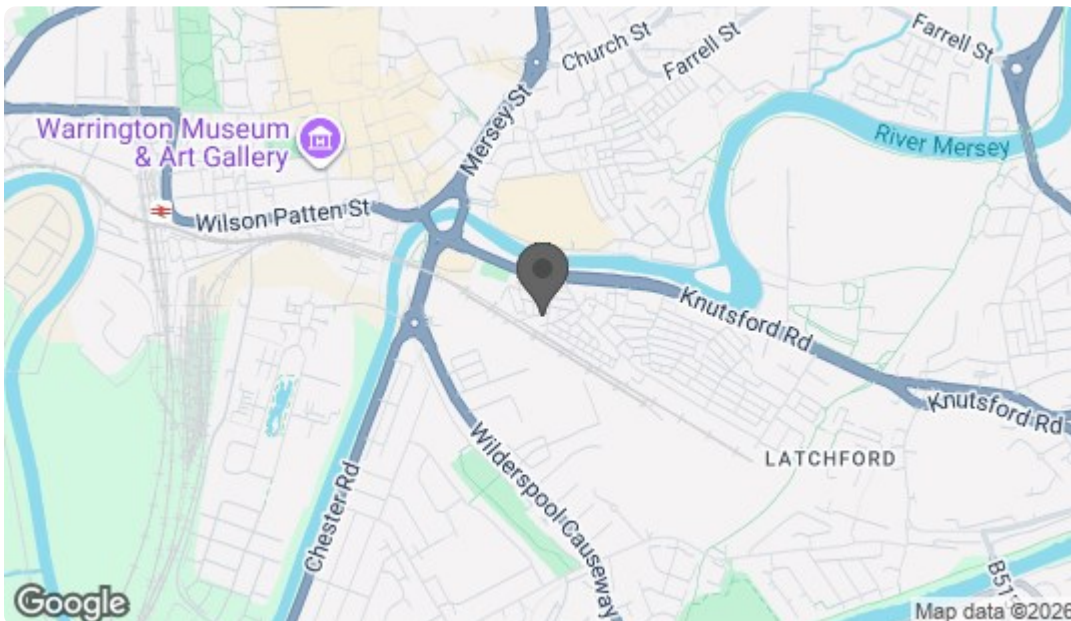 Church St
Farrell St
Farrell St
Mersey St
Warrington Museum
& Art Gallery
River Mersey
Wilson Patten St
Knutsford Rd
Knutsford Rd
LATCHFORD
Chester Rd
Wilderspool Causeway
Google
Map data ©2026